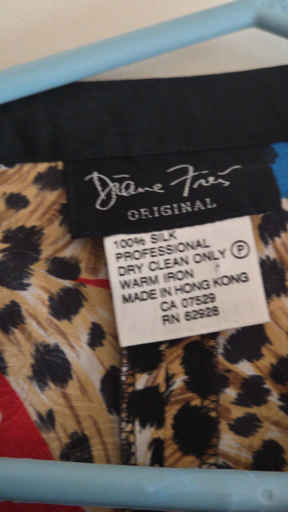 Diane Freis
ORIGINAL
100% SILK
PROFESSIONAL
DRY CLEAN ONLY Ⓟ
WARM IRON
MADE IN HONG KONG
CA 07529
RN 62928